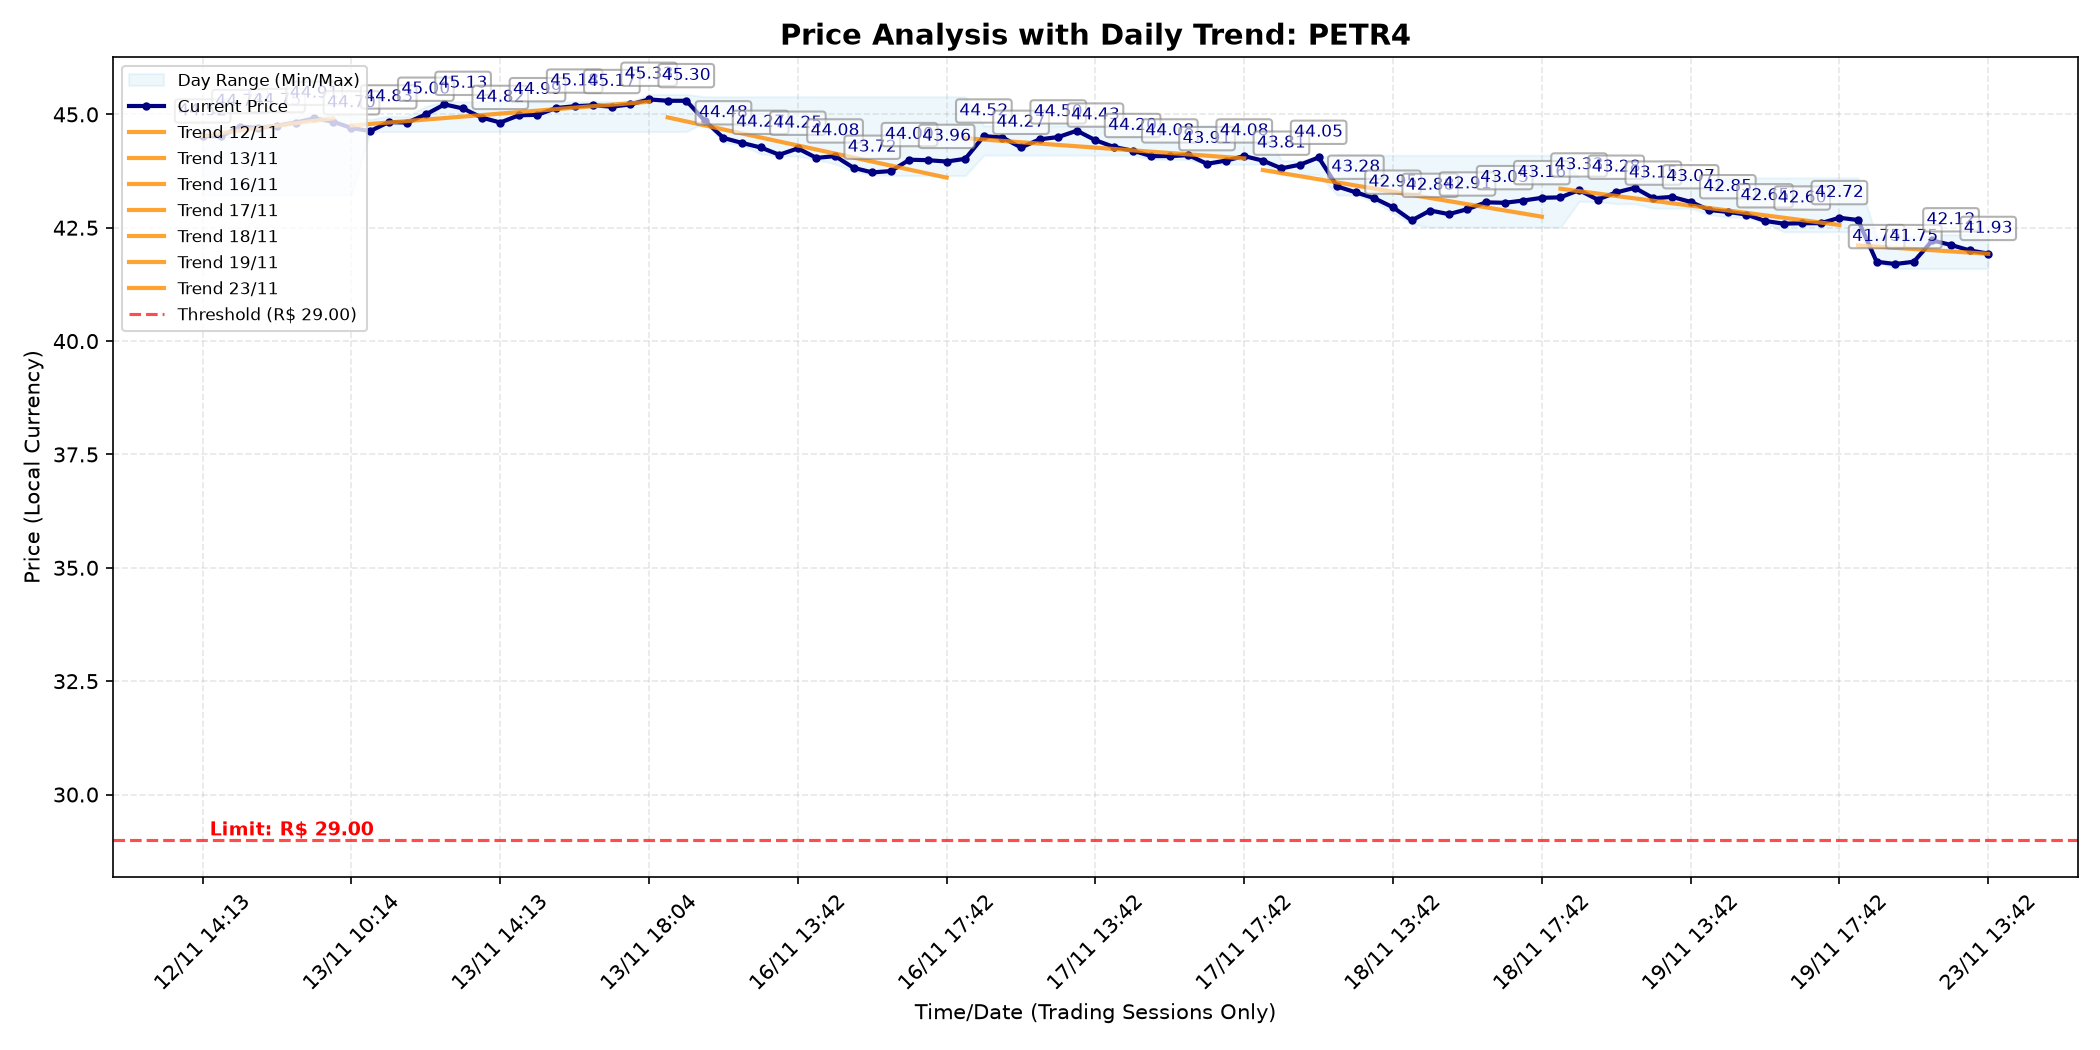 Price Analysis with Daily Trend: PETR4
Day Range (Min/Max)
Current Price
Trend 12/11
Trend 13/11
Trend 16/11
Trend 17/11
Trend 18/11
Trend 19/11
Trend 23/11
Threshold (R$ 29.00)
45.13
44.99
45.30
44.48
44.25
44.08
43.72
43.96
44.52
44.27
44.43
44.08
43.81
44.05
43.28
43.07
42.85
42.72
41.75
42.12
41.93
Limit: R$ 29.00
45.0
42.5
40.0
37.5
35.0
32.5
30.0
Price (Local Currency)
12/11 14:13
13/11 10:14
13/11 14:13
13/11 18:04
16/11 13:42
16/11 17:42
17/11 13:42
17/11 17:42
18/11 13:42
18/11 17:42
19/11 13:42
19/11 17:42
23/11 13:42
Time/Date (Trading Sessions Only)